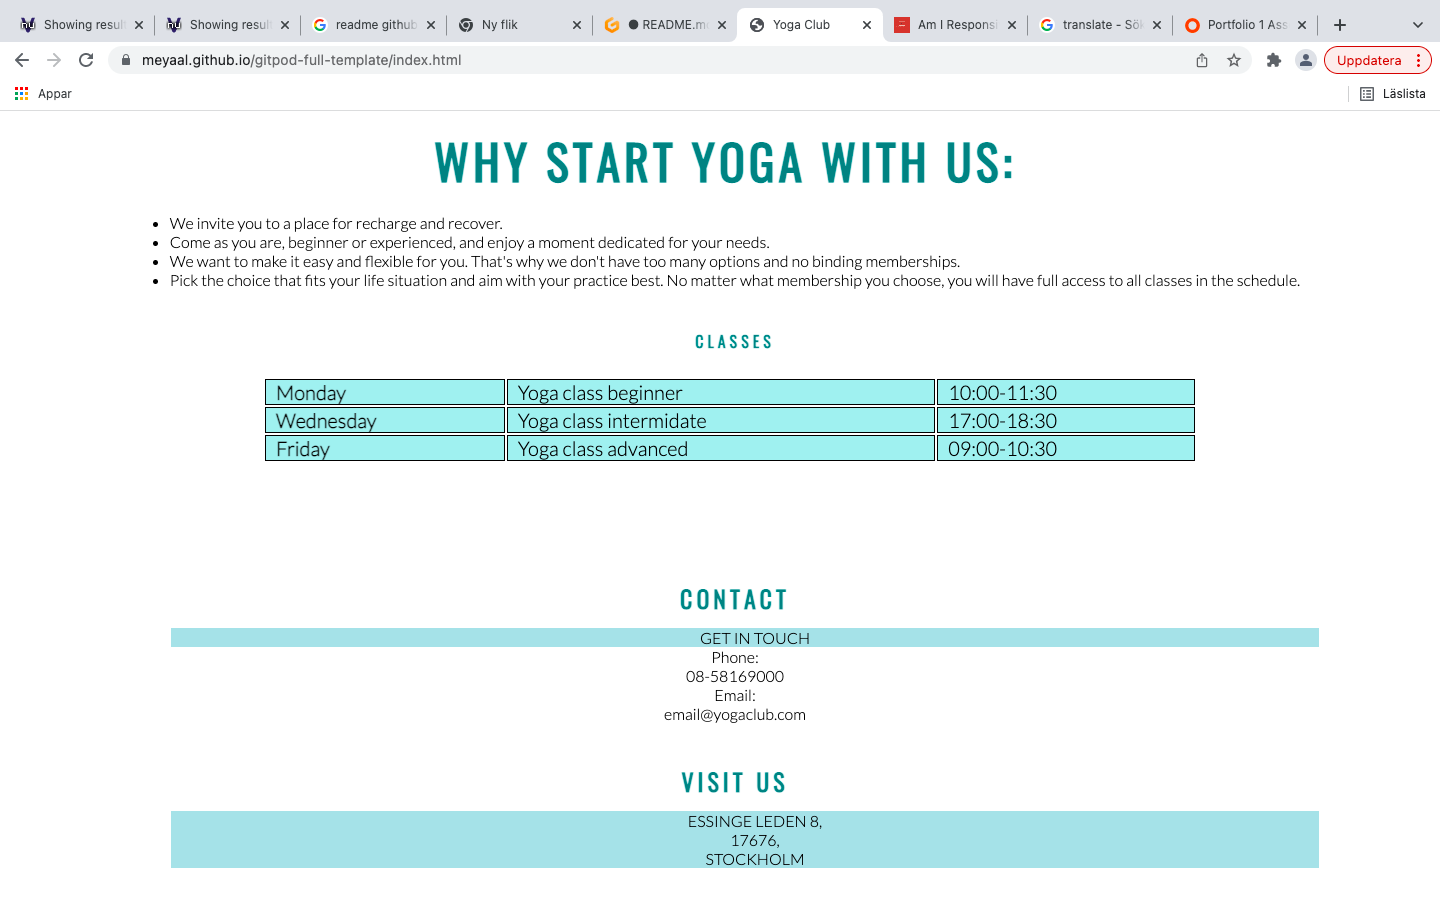 Showing resul
Showing resul
readme github
Ny flik
● README.m
Yoga Club
Am I Responsi
translate - Sök
Portfolio 1 Ass
meyaal.github.io/gitpod-full-template/index.html
Uppdatera
Appar
Läslista
WHY START YOGA WITH US:
• We invite you to a place for recharge and recover.
• Come as you are, beginner or experienced, and enjoy a moment dedicated for your needs.
• We want to make it easy and flexible for you. That's why we don't have too many options and no binding memberships.
• Pick the choice that fits your life situation and aim with your practice best. No matter what membership you choose, you will have full access to all classes in the schedule.
CLASSES
Monday Yoga class beginner 10:00-11:30
Wednesday Yoga class intermidate 17:00-18:30
Friday Yoga class advanced 09:00-10:30
CONTACT
GET IN TOUCH
Phone:
08-58169000
Email:
email@yogaclub.com
VISIT US
ESSINGE LEDEN 8,
17676,
STOCKHOLM